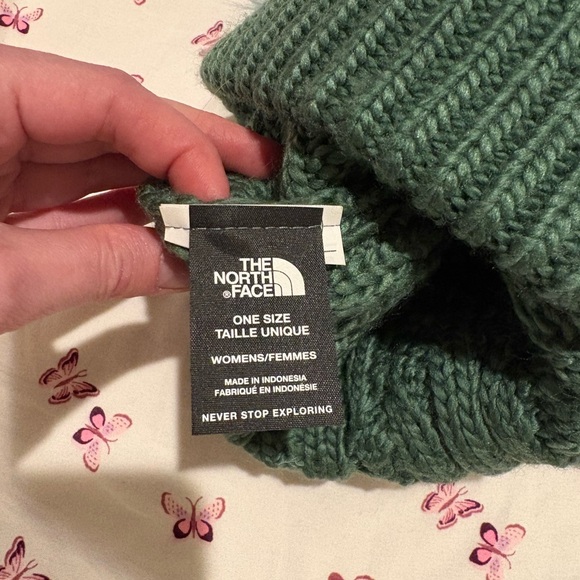 THE
NORTH
®FACE
ONE SIZE
TAILLE UNIQUE
WOMENS/FEMMES
MADE IN INDONESIA
FABRIQUÉ EN INDONÉSIE
NEVER STOP EXPLORING